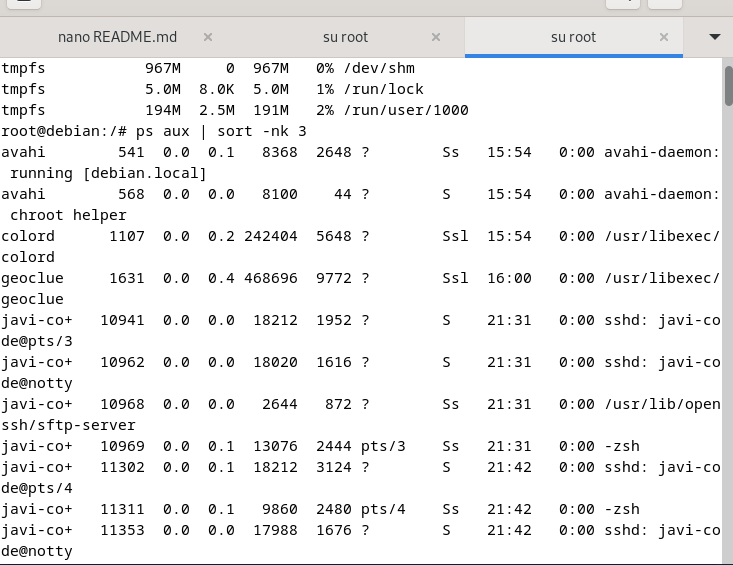 nano README.md × su root × su root ×
tmpfs 967M 0 967M 0% /dev/shm
tmpfs 5.0M 8.0K 5.0M 1% /run/lock
tmpfs 194M 2.5M 191M 2% /run/user/1000
root@debian:/# ps aux | sort -nk 3
avahi 541 0.0 0.1 8368 2648 ? Ss 15:54 0:00 avahi-daemon:
running [debian.local]
avahi 568 0.0 0.0 8100 44 ? S 15:54 0:00 avahi-daemon:
chroot helper
colord 1107 0.0 0.2 242404 5648 ? Ssl 15:54 0:00 /usr/libexec/
colord
geoclue 1631 0.0 0.4 468696 9772 ? Ssl 16:00 0:00 /usr/libexec/
geoclue
javi-co+ 10941 0.0 0.0 18212 1952 ? S 21:31 0:00 sshd: javi-co
de@pts/3
javi-co+ 10962 0.0 0.0 18020 1616 ? S 21:31 0:00 sshd: javi-co
de@notty
javi-co+ 10968 0.0 0.0 2644 872 ? Ss 21:31 0:00 /usr/lib/open
ssh/sftp-server
javi-co+ 10969 0.0 0.1 13076 2444 pts/3 Ss 21:31 0:00 -zsh
javi-co+ 11302 0.0 0.1 18212 3124 ? S 21:42 0:00 sshd: javi-co
de@pts/4
javi-co+ 11311 0.0 0.1 9860 2480 pts/4 Ss 21:42 0:00 -zsh
javi-co+ 11353 0.0 0.0 17988 1676 ? S 21:42 0:00 sshd: javi-co
de@notty